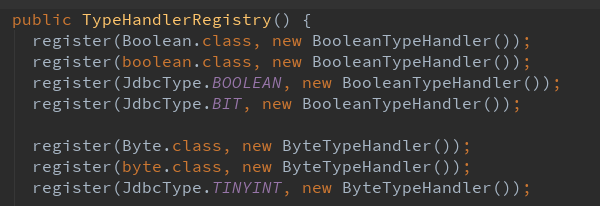 public TypeHandlerRegistry() {
register(Boolean.class, new BooleanTypeHandler());
register(boolean.class, new BooleanTypeHandler());
register(JdbcType.BOOLEAN, new BooleanTypeHandler());
register(JdbcType.BIT, new BooleanTypeHandler());
register(Byte.class, new ByteTypeHandler());
register(byte.class, new ByteTypeHandler());
register(JdbcType.TINYINT, new ByteTypeHandler());